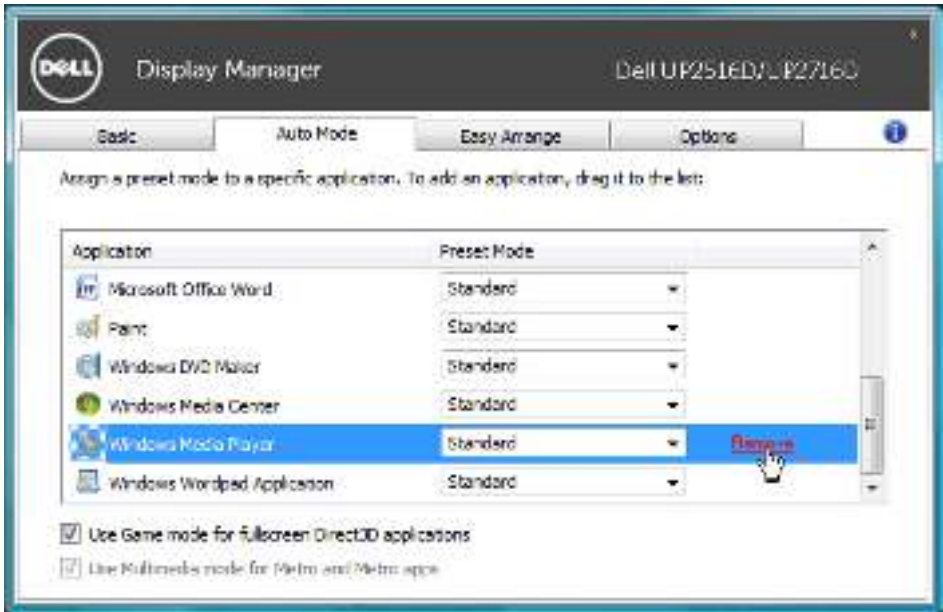 DELL Display Manager Dell UP2516D/UP2716D
Basic Auto Mode Easy Arrange Options
Assign a preset mode to a specific application. To add an application, drag it to the list:
Application Preset Mode
Microsoft Office Word Standard
Paint Standard
Windows DVD Maker Standard
Windows Media Center Standard
Windows Media Player Standard Remove
Windows Wordpad Application Standard
Use Game mode for fullscreen Direct3D applications
Use Multimedia mode for Metro and Metro apps